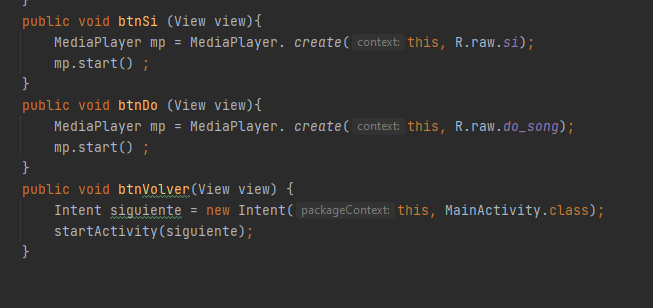 }
public void btnSi (View view){
MediaPlayer mp = MediaPlayer. create( context: this, R.raw.si);
mp.start() ;
}
public void btnDo (View view){
MediaPlayer mp = MediaPlayer. create( context: this, R.raw.do_song);
mp.start() ;
}
public void btnVolver(View view) {
Intent siguiente = new Intent( packageContext: this, MainActivity.class);
startActivity(siguiente);
}